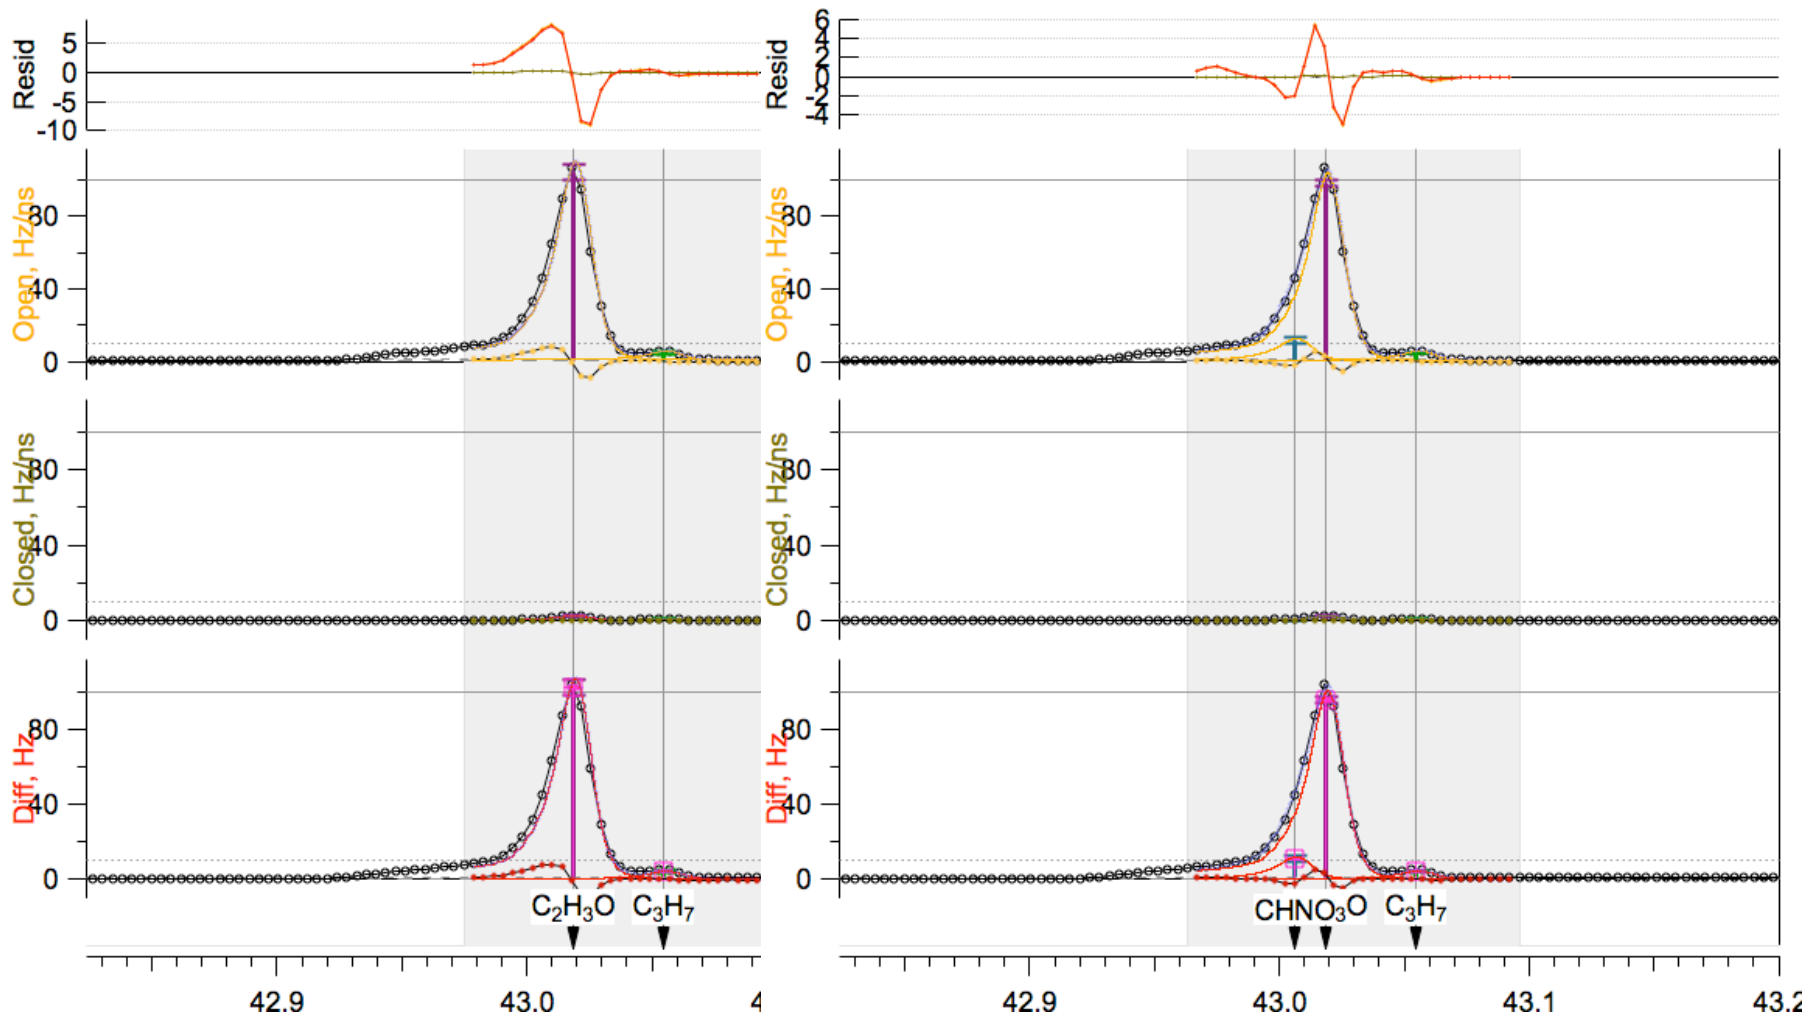 Resid
5
0
-5
-10
Open, Hz/ns
80
40
0
Closed, Hz/ns
80
40
0
Diff, Hz
80
40
0
C₂H₃O C₃H₇
42.9 43.0 4
Resid
6
4
2
0
-2
-4
Open, Hz/ns
80
40
0
Closed, Hz/ns
80
40
0
Diff, Hz
80
40
0
CHNO₃O C₃H₇
42.9 43.0 43.1 43.2